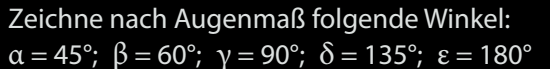 Zeichne nach Augenmaß folgende Winkel:
α = 45°; β = 60°; γ = 90°; δ = 135°; ε = 180°